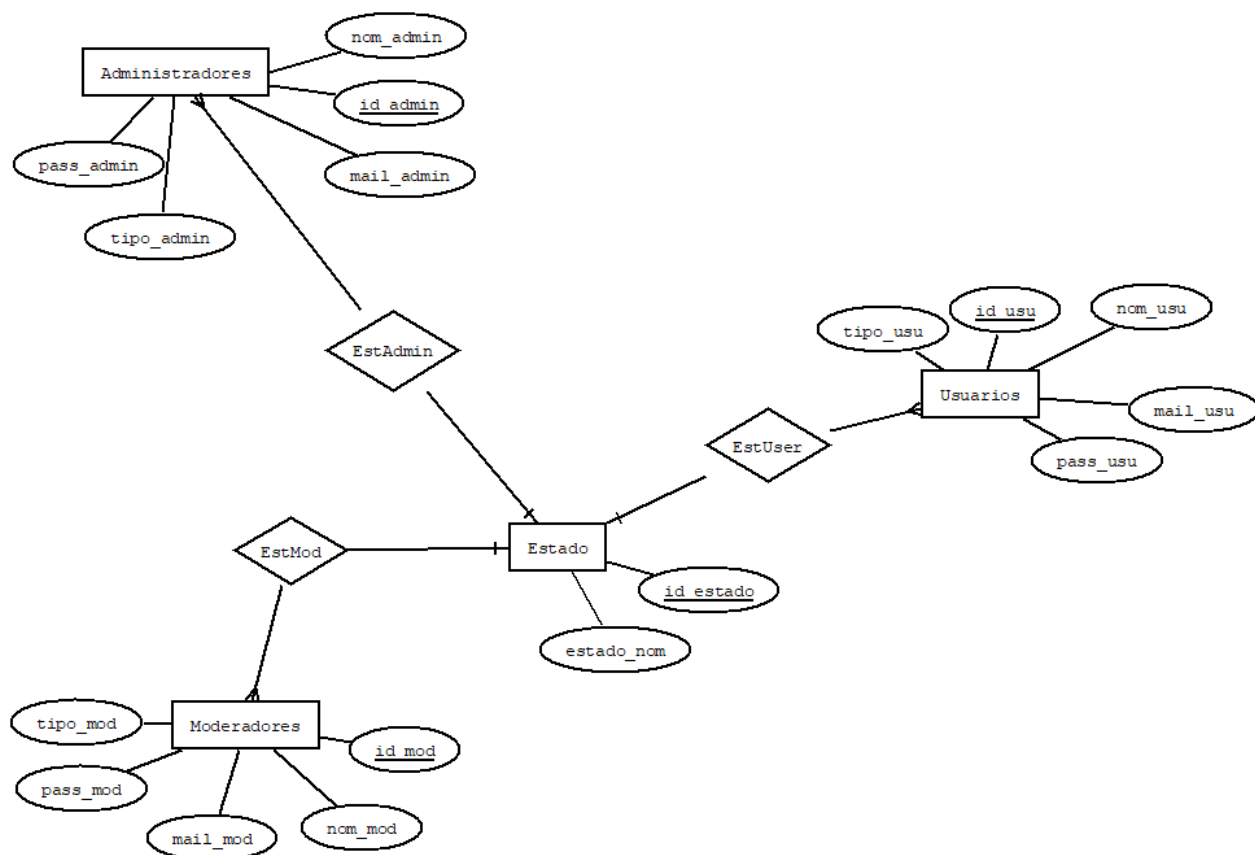 nom_admin
Administradores
id_admin
pass_admin
mail_admin
tipo_admin
EstAdmin
id_usu
nom_usu
tipo_usu
Usuarios
mail_usu
EstUser
pass_usu
EstMod
Estado
id_estado
estado_nom
tipo_mod
Moderadores
id_mod
pass_mod
mail_mod
nom_mod